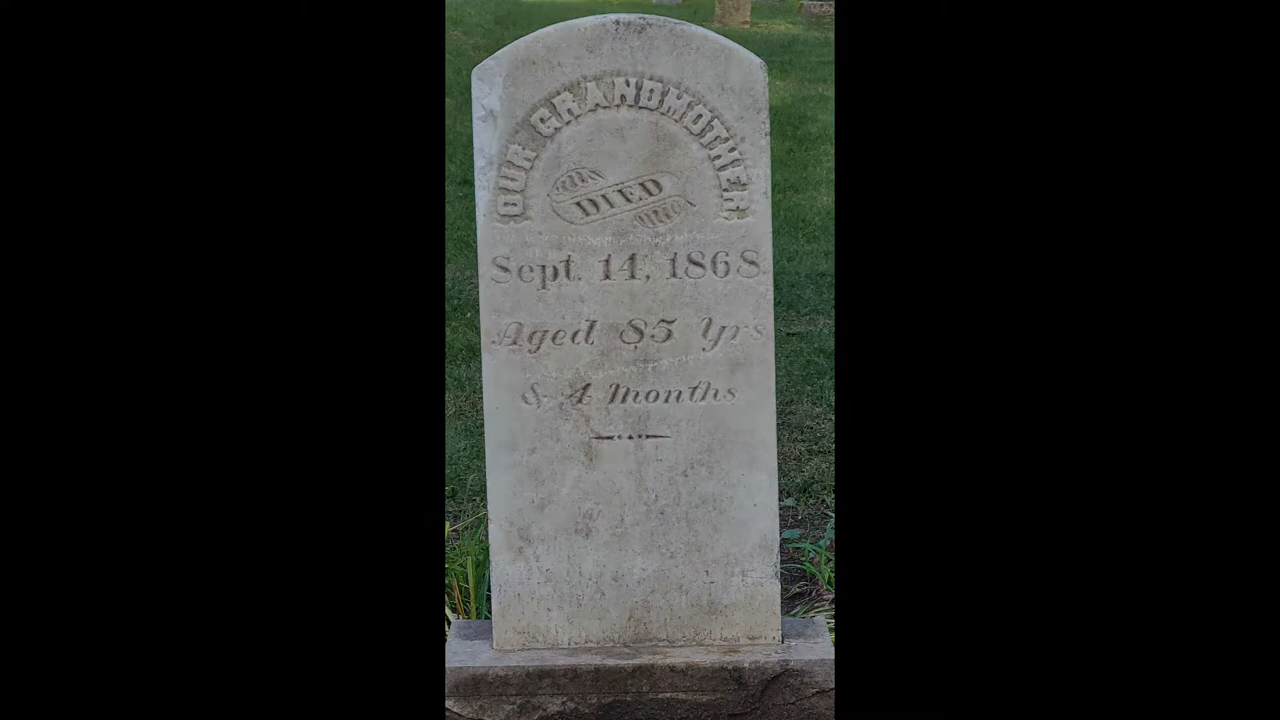 OUR GRANDMOTHER
DIED
Sept. 14, 1868
Aged 85 Yrs
& 4 Months